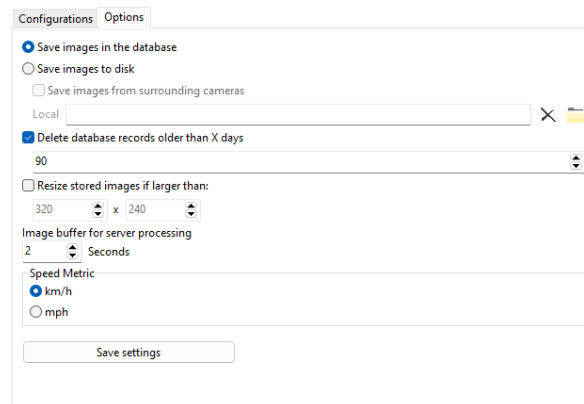 Configurations Options
Save images in the database
Save images to disk
Save images from surrounding cameras
Local
Delete database records older than X days
90
Resize stored images if larger than:
320 x 240
Image buffer for server processing
2 Seconds
Speed Metric
km/h
mph
Save settings